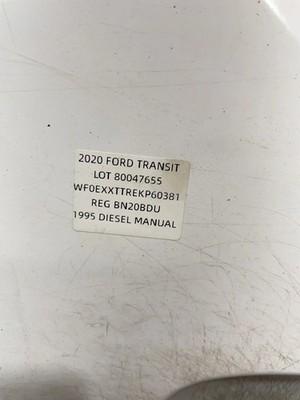 2020 FORD TRANSIT
LOT 80047655
WF0EXXTTREKP60381
REG BN20BDU
1995 DIESEL MANUAL